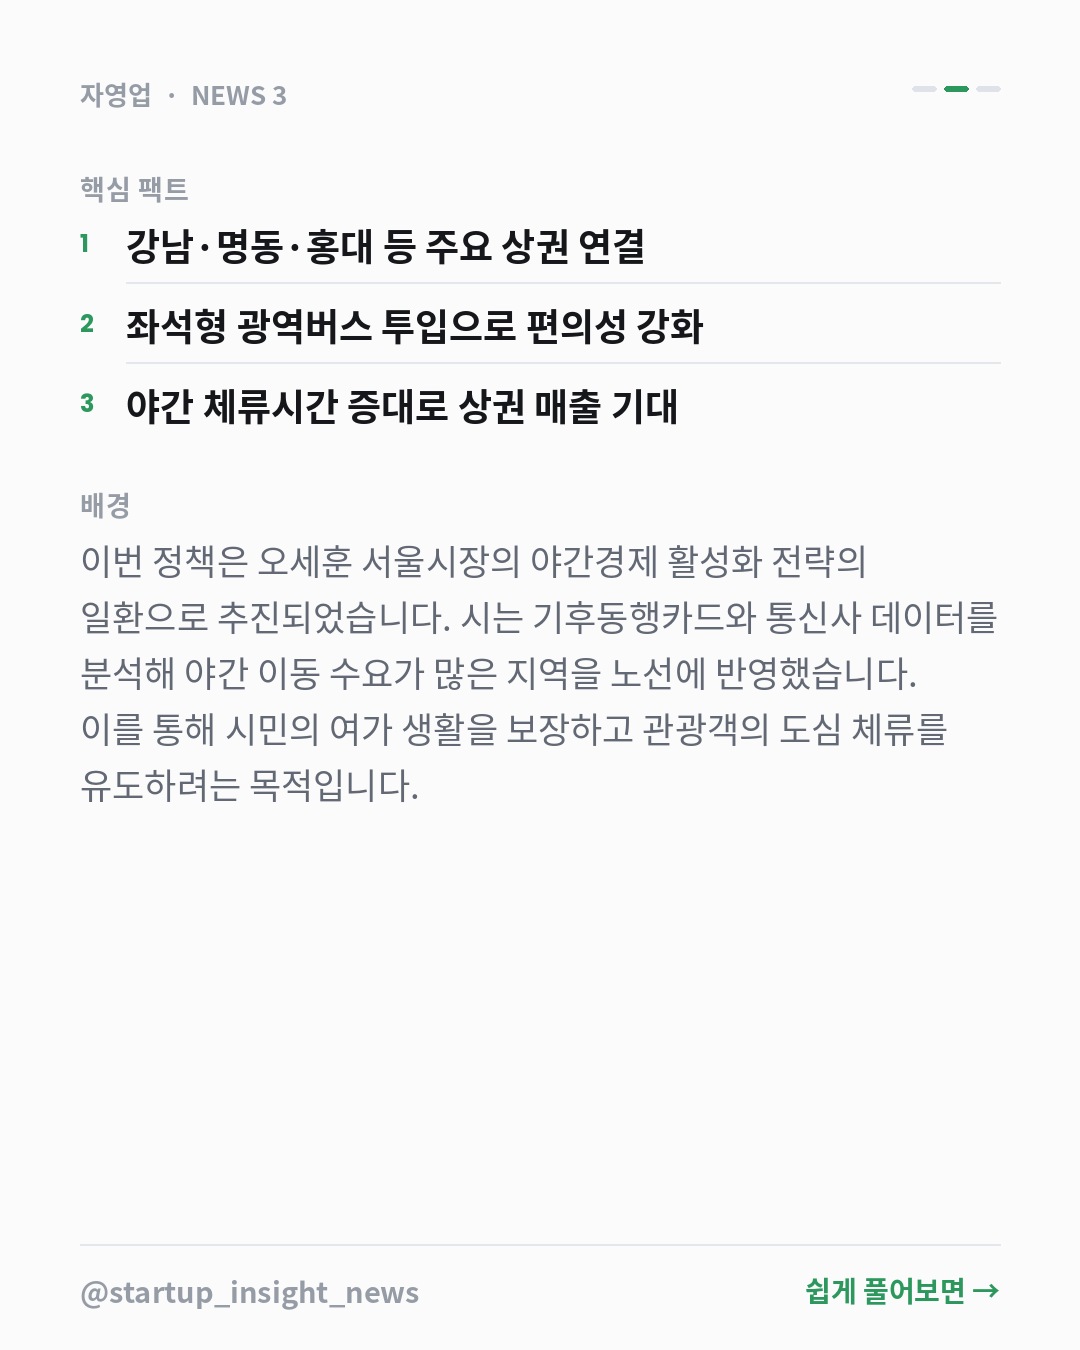 자영업 · NEWS 3
핵심 팩트
1 강남·명동·홍대 등 주요 상권 연결
2 좌석형 광역버스 투입으로 편의성 강화
3 야간 체류시간 증대로 상권 매출 기대
배경
이번 정책은 오세훈 서울시장의 야간경제 활성화 전략의
일환으로 추진되었습니다. 시는 기후동행카드와 통신사 데이터를
분석해 야간 이동 수요가 많은 지역을 노선에 반영했습니다.
이를 통해 시민의 여가 생활을 보장하고 관광객의 도심 체류를
유도하려는 목적입니다.
@startup_insight_news
쉽게 풀어보면 →